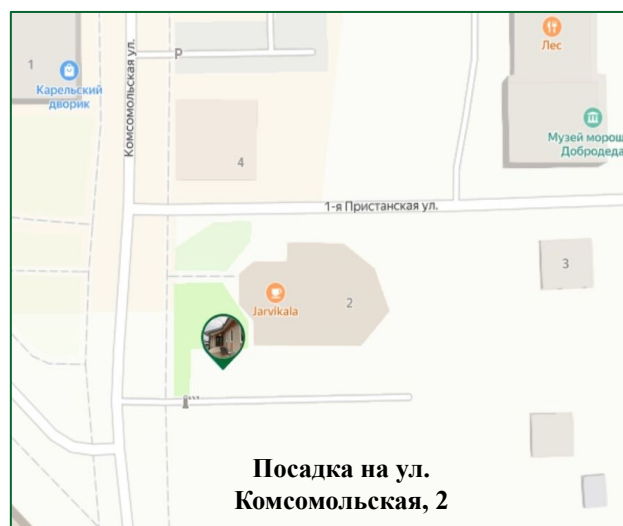 Лес
1
P
Карельский
дворик
Комсомольская ул.
Музей морош
Добродеда
4
1-я Пристанская ул.
3
Jarvikala
2
Посадка на ул.
Комсомольская, 2